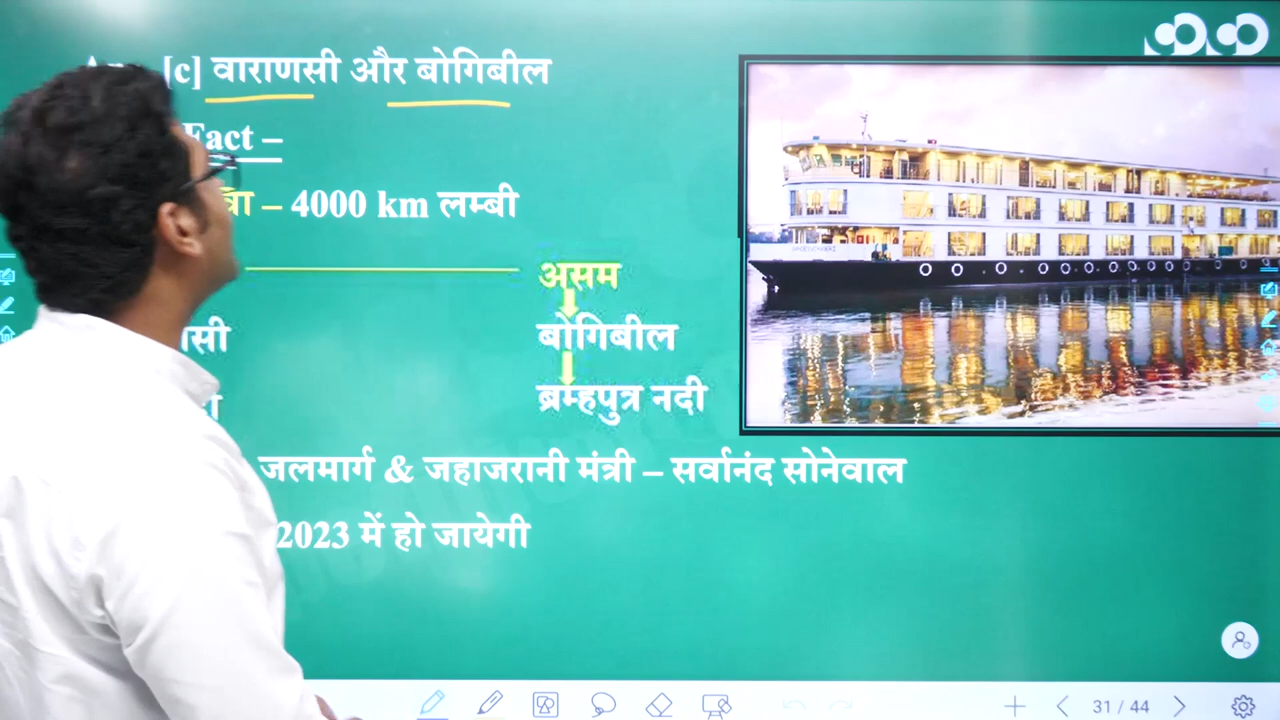 [c] वाराणसी और बोगिबील
Fact –
– 4000 km लम्बी
असम
बोगिबील
ब्रम्हपुत्र नदी
जलमार्ग & जहाजरानी मंत्री – सर्वानंद सोनेवाल
2023 में हो जायेगी
31 / 44